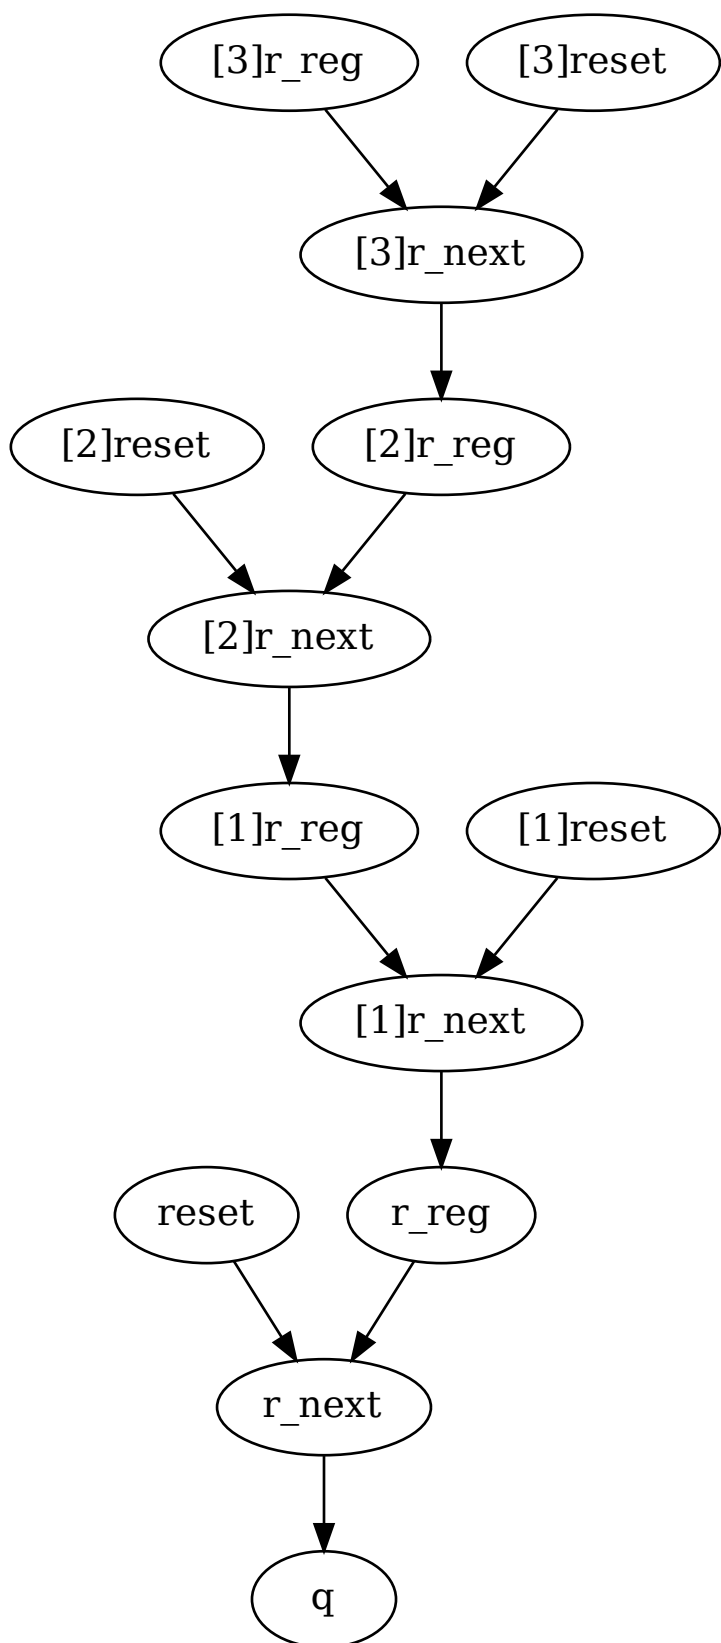 [3]r_reg
[3]reset
[3]r_next
[2]reset
[2]r_reg
[2]r_next
[1]r_reg
[1]reset
[1]r_next
reset
r_reg
r_next
q